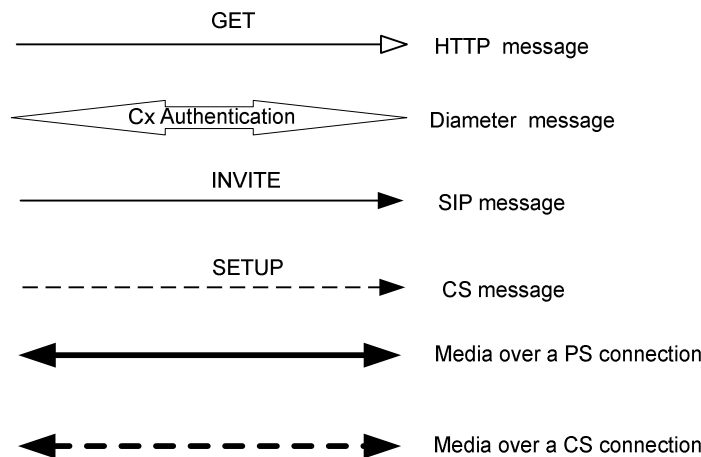 GET
HTTP message
Cx Authentication
Diameter message
INVITE
SIP message
SETUP
CS message
Media over a PS connection
Media over a CS connection